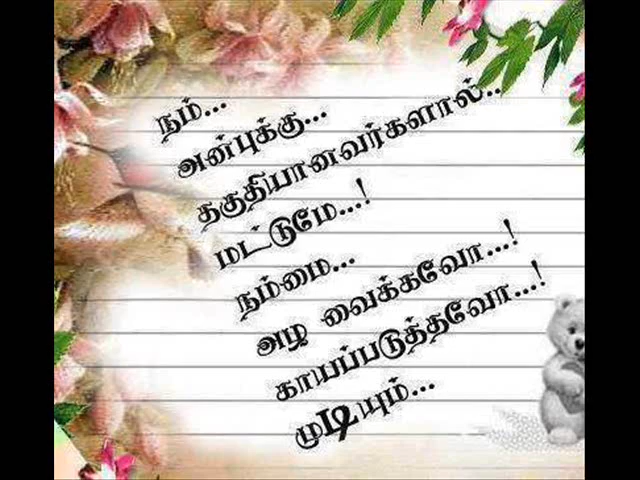 நம்...
அன்புக்கு...
தகுதியானவர்களால்..
மட்டுமே...!
நம்மை...
அழ வைக்கவோ...!
காயப்படுத்தவோ...!
முடியும்...